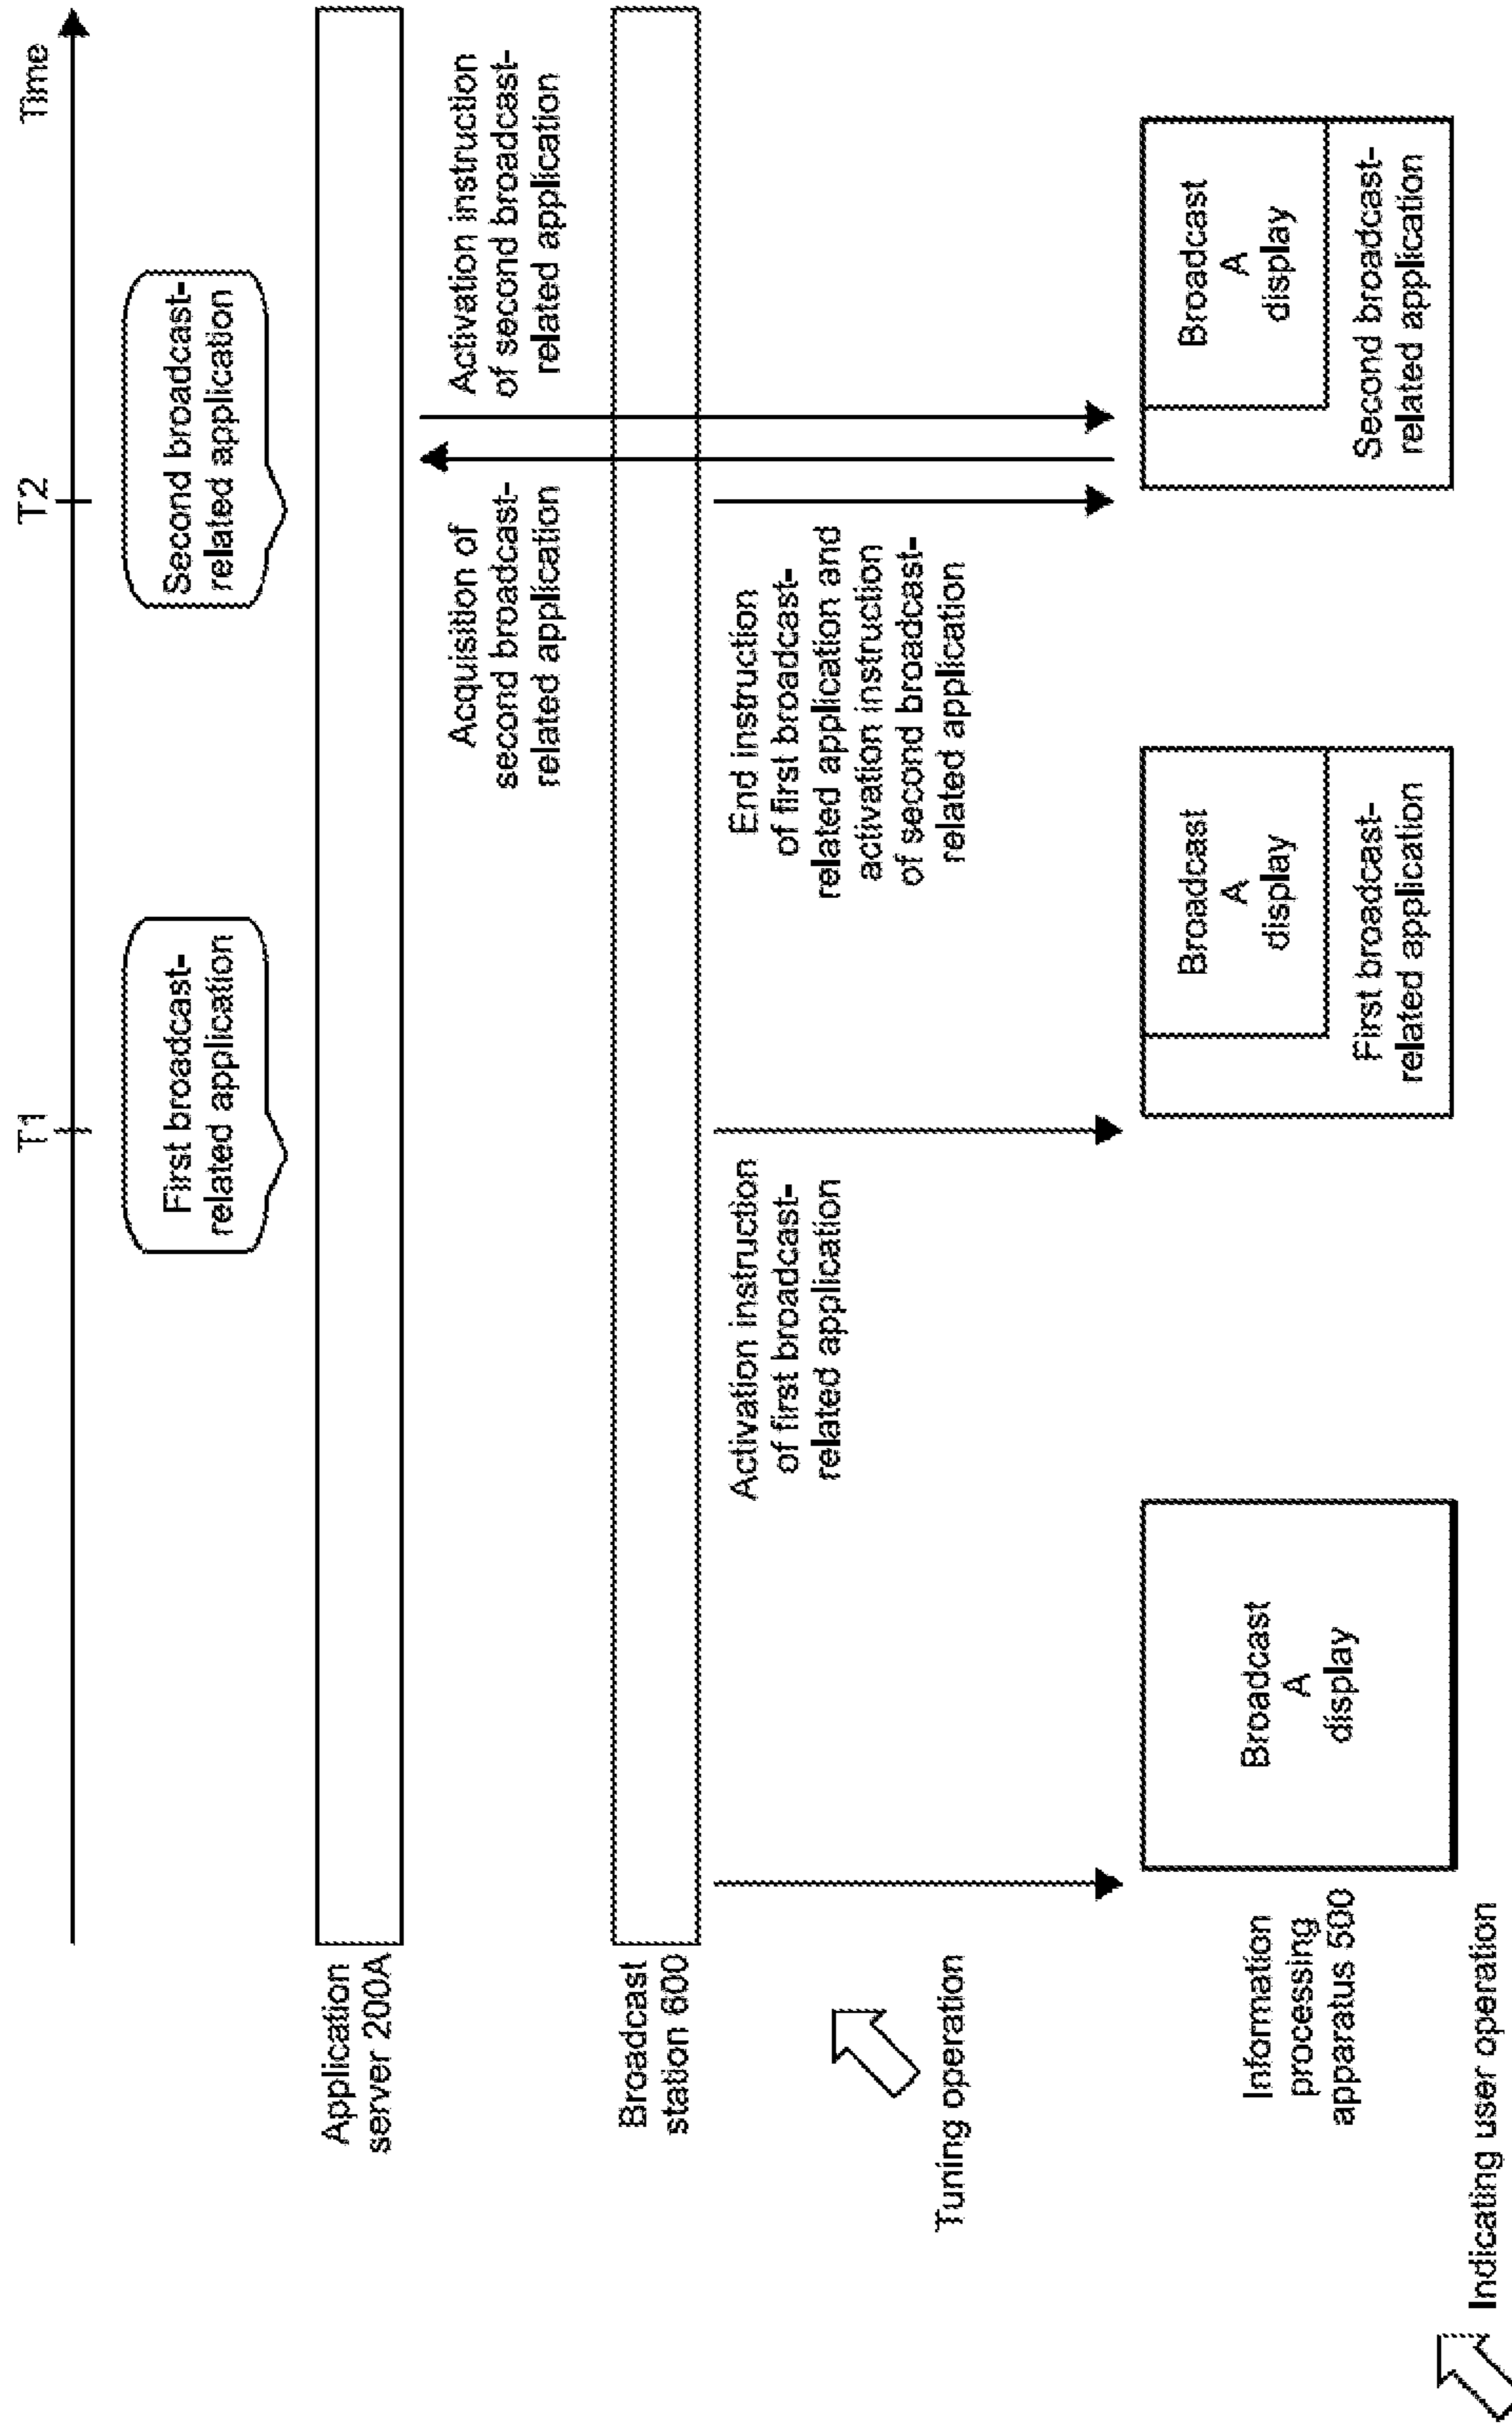 Time
T1
T2
First broadcast-
related application
Second broadcast-
related application
Application
server 200A
Acquisition of
second broadcast-
related application
Activation instruction
of second broadcast-
related application
Broadcast
station 600
Tuning operation
Activation instruction
of first broadcast-
related application
End instruction
of first broadcast-
related application and
activation instruction
of second broadcast-
related application
Information
processing
apparatus 500
Broadcast
A
display
Broadcast
A
display
First broadcast-
related application
Broadcast
A
display
Second broadcast-
related application
Indicating user operation